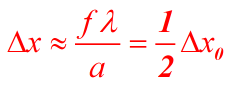 Δx ≈ fλ/a = 1/2 Δx₀